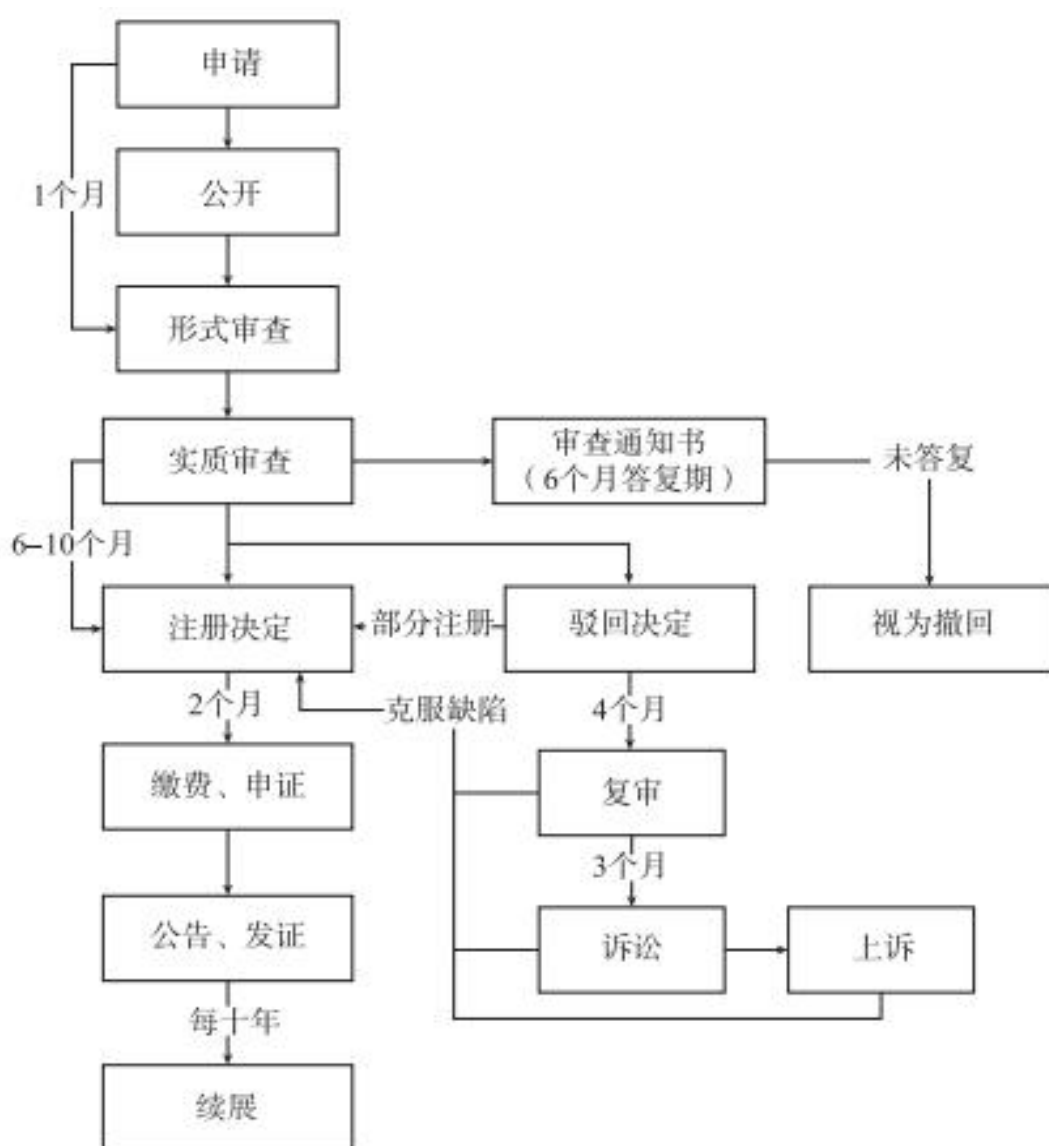 申请
1个月
公开
形式审查
实质审查
审查通知书
（6个月答复期）
未答复
6–10个月
注册决定
部分注册
驳回决定
视为撤回
2个月
克服缺陷
4个月
缴费、申证
复审
3个月
公告、发证
诉讼
上诉
每十年
续展